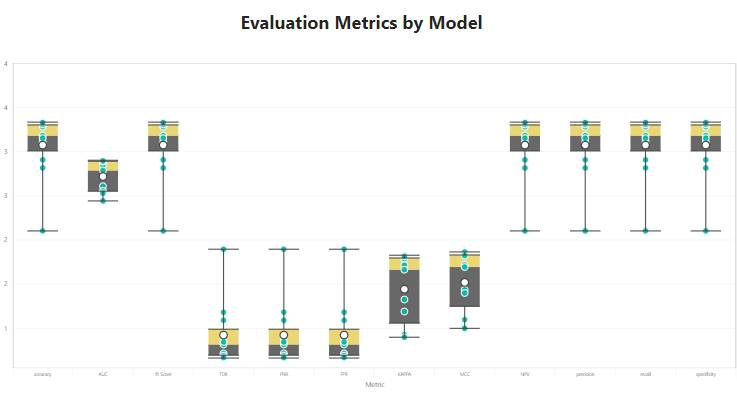 Evaluation Metrics by Model
4
4
3
3
2
2
1
accuracy
AUC
F1 Score
FDR
FNR
FPR
KAPPA
MCC
NPV
precision
recall
specificity
Metric